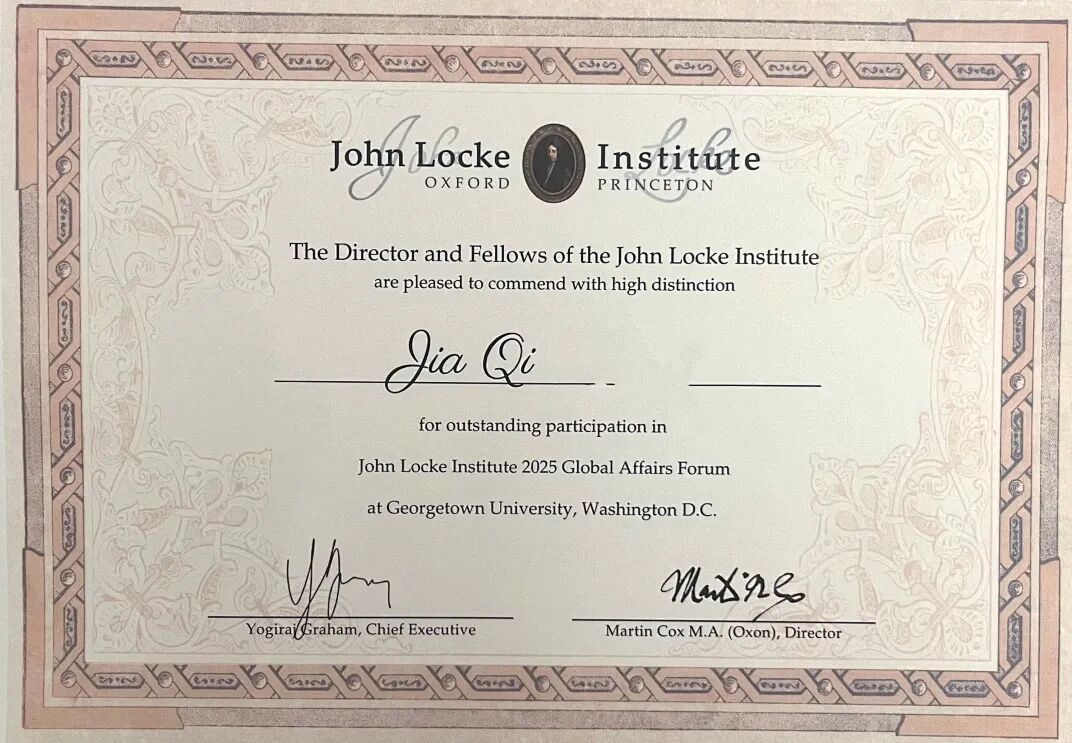 John Locke Institute
OXFORD PRINCETON
The Director and Fellows of the John Locke Institute
are pleased to commend with high distinction
Jia Qi
for outstanding participation in
John Locke Institute 2025 Global Affairs Forum
at Georgetown University, Washington D.C.
Yogiraj Graham, Chief Executive
Martin Cox M.A. (Oxon), Director